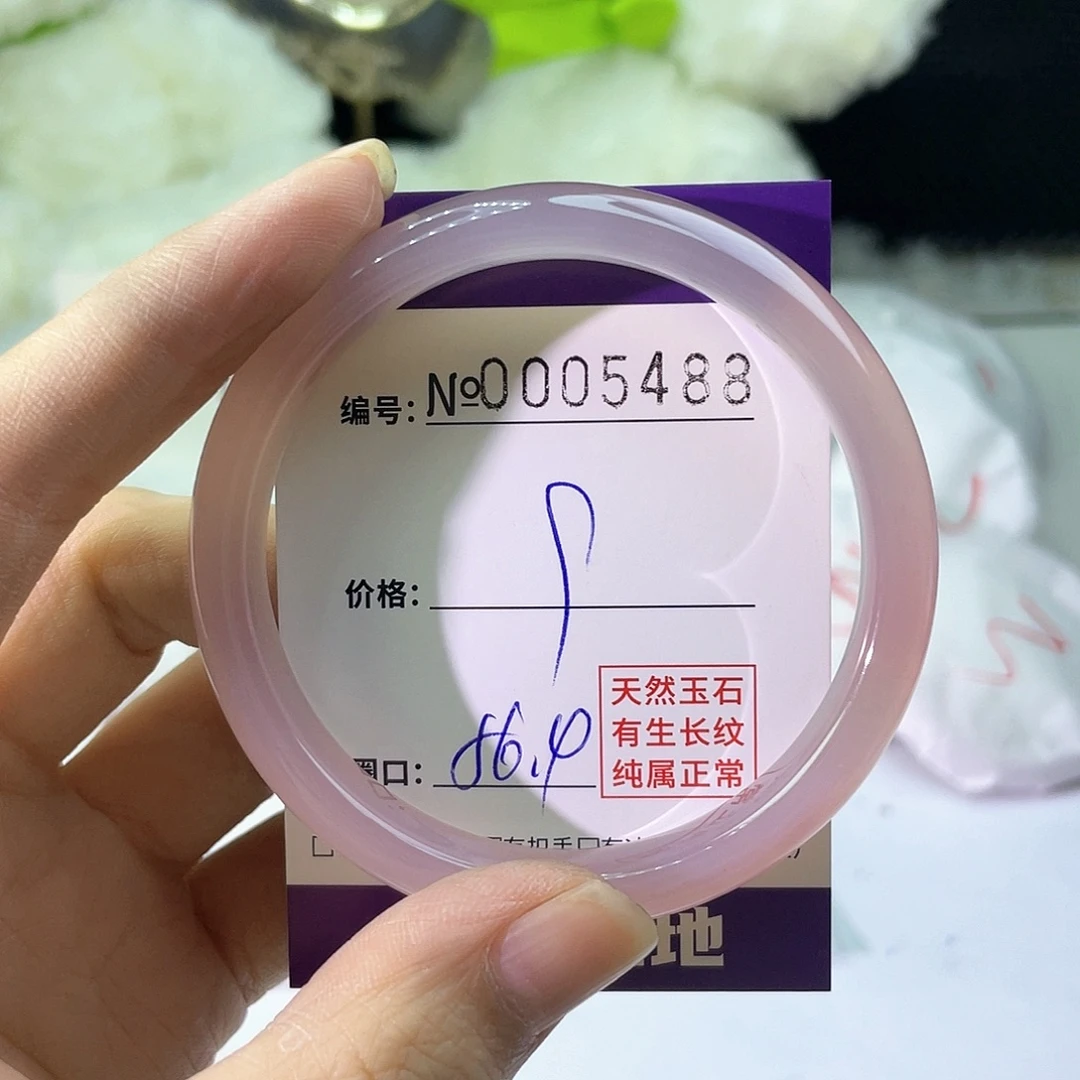 编号: №0005488
价格:
圈口: 56.4
天然玉石
有生长纹
纯属正常
地